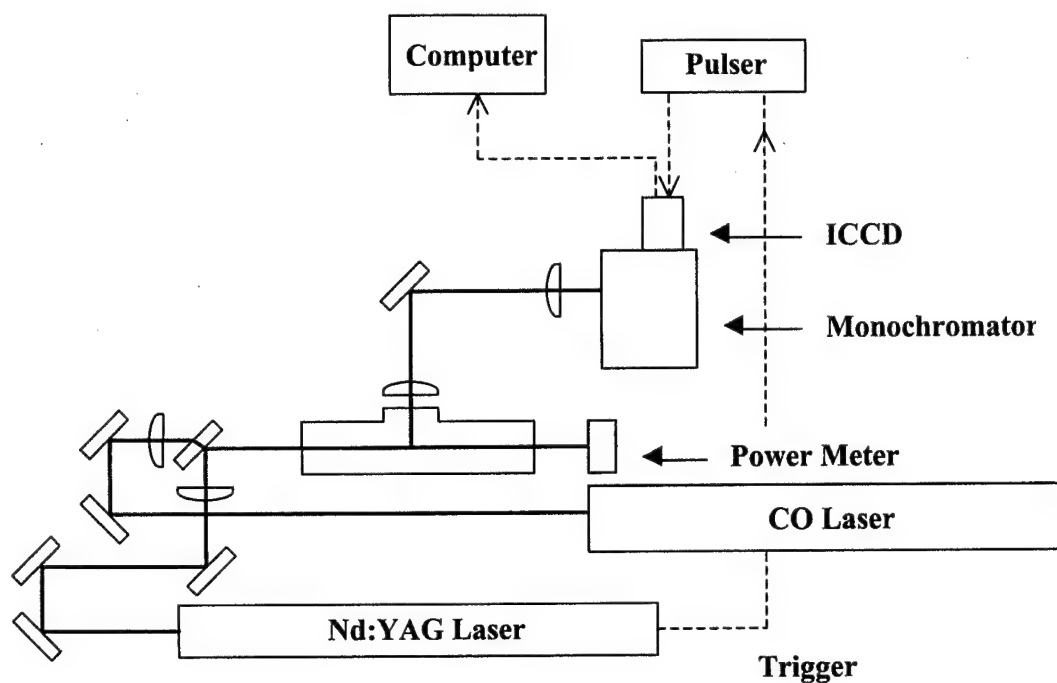 Computer
Pulser
ICCD
Monochromator
Power Meter
CO Laser
Nd:YAG Laser
Trigger